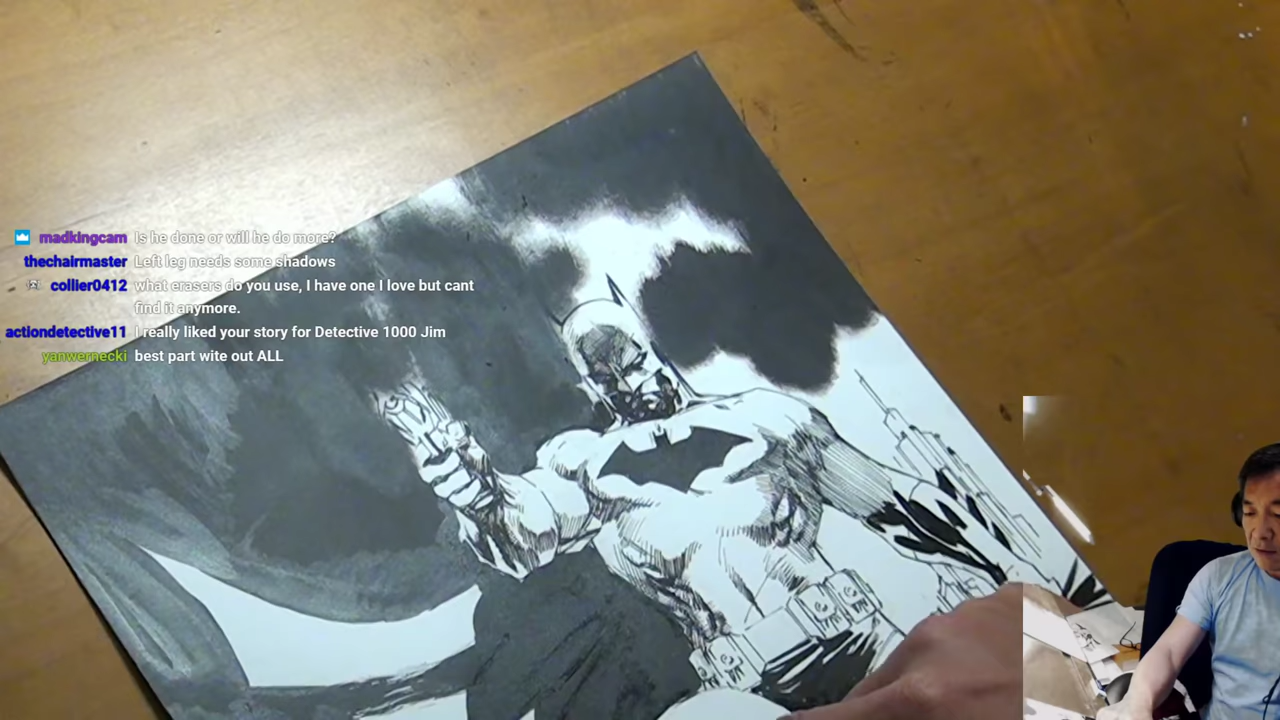 madkingcam Is he done or will he do more?
thechairmaster Left leg needs some shadows
collier0412 what erasers do you use, I have one I love but cant
find it anymore.
actiondetective11 I really liked your story for Detective 1000 Jim
yanwernecki best part wite out ALL